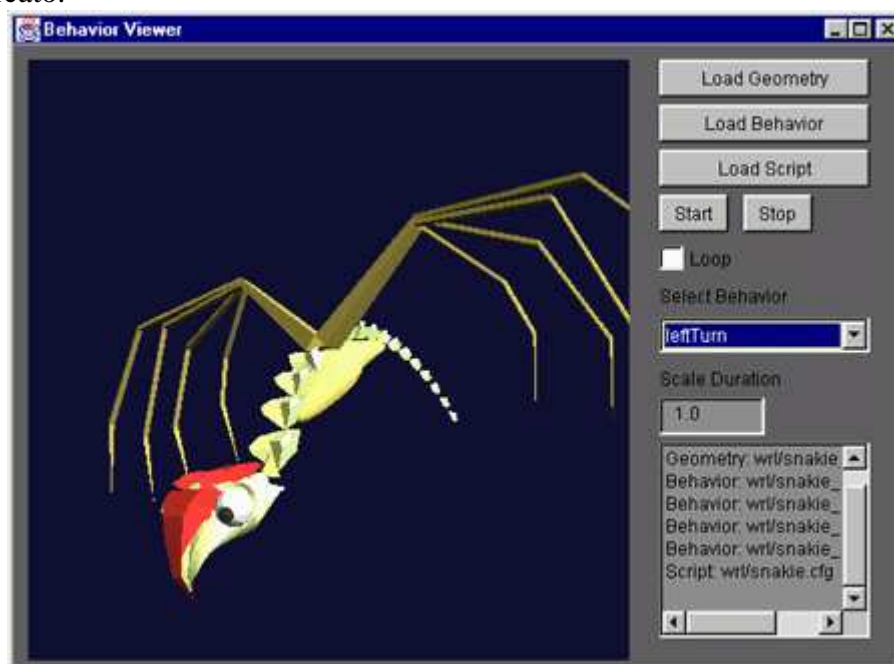 Behavior Viewer
Load Geometry
Load Behavior
Load Script
Start Stop
Loop
Select Behavior
leftTurn
Scale Duration
1.0
Geometry: wrl/snakie_
Behavior: wrl/snakie_
Behavior: wrl/snakie_
Behavior: wrl/snakie_
Behavior: wrl/snakie_
Script: wrl/snakie.cfg